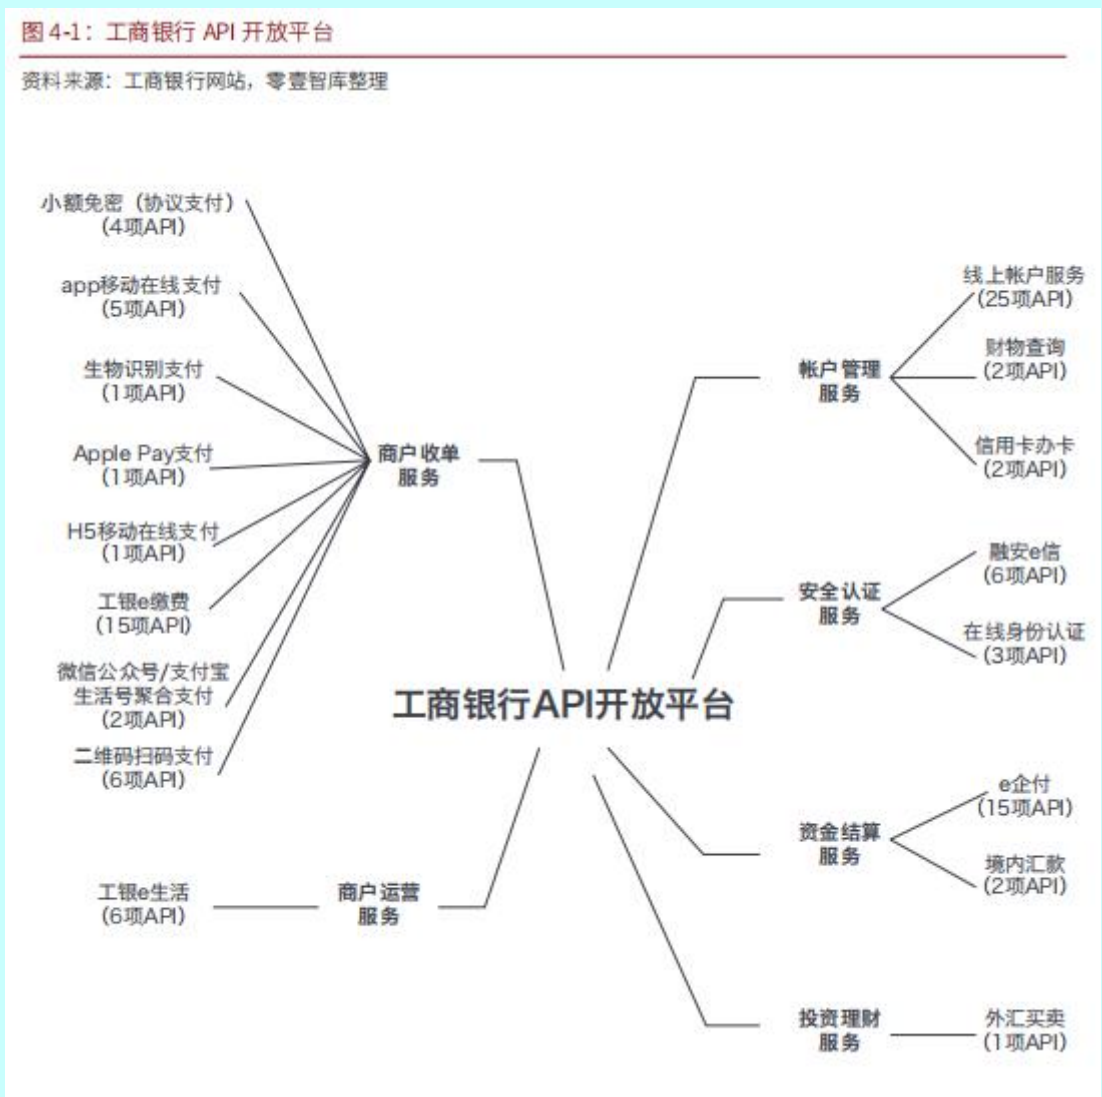 图 4-1：工商银行 API 开放平台
资料来源：工商银行网站，零壹智库整理
小额免密（协议支付）
（4项API）
app移动在线支付
（5项API）
生物识别支付
（1项API）
Apple Pay支付
（1项API）
H5移动在线支付
（1项API）
工银e缴费
（15项API）
微信公众号/支付宝
生活号聚合支付
（2项API）
二维码扫码支付
（6项API）
商户收单
服务
工银e生活
（6项API）
商户运营
服务
工商银行API开放平台
帐户管理
服务
线上帐户服务
（25项API）
财物查询
（2项API）
信用卡办卡
（2项API）
安全认证
服务
融安e信
（6项API）
在线身份认证
（3项API）
资金结算
服务
e企付
（15项API）
境内汇款
（2项API）
投资理财
服务
外汇买卖
（1项API）